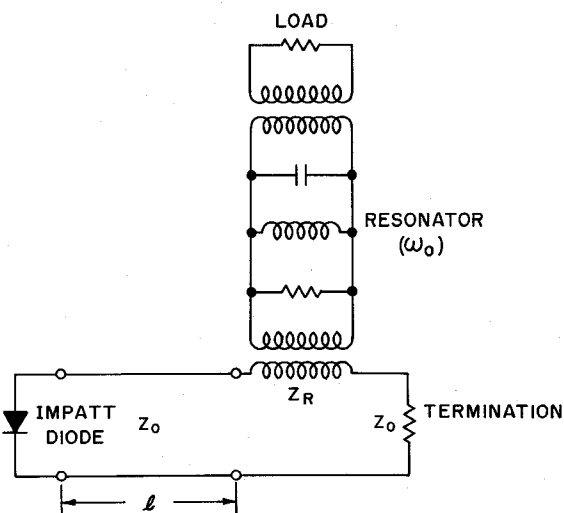 LOAD
RESONATOR
(ω₀)
Z_R
IMPATT
DIODE
Z₀
Z₀
TERMINATION
ℓ